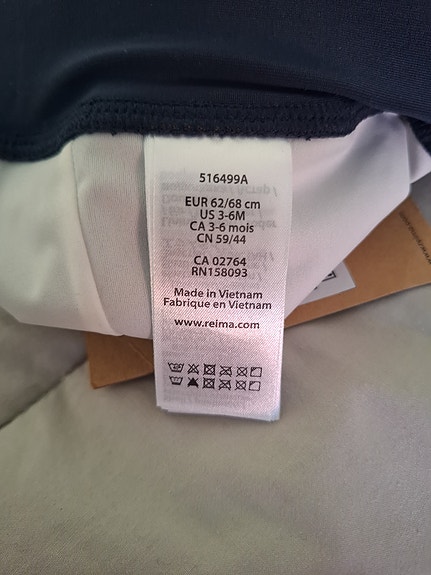 516499A
EUR 62/68 cm
US 3-6M
CA 3-6 mois
CN 59/44
CA 02764
RN158093
Made in Vietnam
Fabrique en Vietnam
www.reima.com